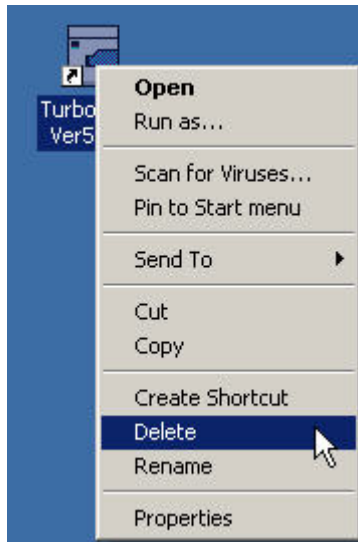 Turbo
Ver5
Open
Run as...
Scan for Viruses...
Pin to Start menu
Send To
Cut
Copy
Create Shortcut
Delete
Rename
Properties